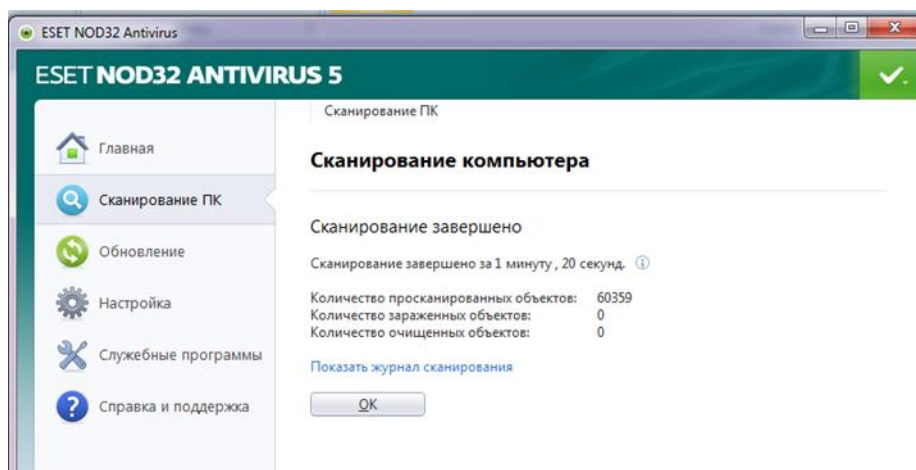 ESET NOD32 Antivirus
ESET NOD32 ANTIVIRUS 5
Главная
Сканирование ПК
Обновление
Настройка
Служебные программы
Справка и поддержка
Сканирование ПК
Сканирование компьютера
Сканирование завершено
Сканирование завершено за 1 минуту , 20 секунд.
Количество просканированных объектов: 60359
Количество зараженных объектов: 0
Количество очищенных объектов: 0
Показать журнал сканирования
OK